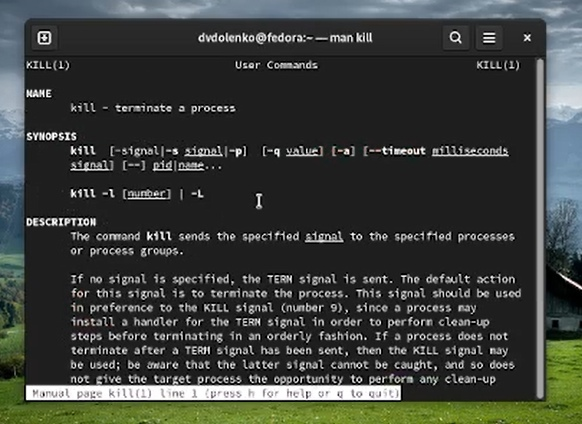 dvdolenko@fedora:~ — man kill
KILL(1) User Commands KILL(1)
NAME
kill - terminate a process
SYNOPSIS
kill [-signal|-s signal|-p] [-q value] [-a] [--timeout milliseconds
signal] [--] pid|name...
kill -l [number] | -L
DESCRIPTION
The command kill sends the specified signal to the specified processes
or process groups.
If no signal is specified, the TERM signal is sent. The default action
for this signal is to terminate the process. This signal should be used
in preference to the KILL signal (number 9), since a process may
install a handler for the TERM signal in order to perform clean-up
steps before terminating in an orderly fashion. If a process does not
terminate after a TERM signal has been sent, then the KILL signal may
be used; be aware that the latter signal cannot be caught, and so does
not give the target process the opportunity to perform any clean-up
Manual page kill(1) line 1 (press h for help or q to quit)